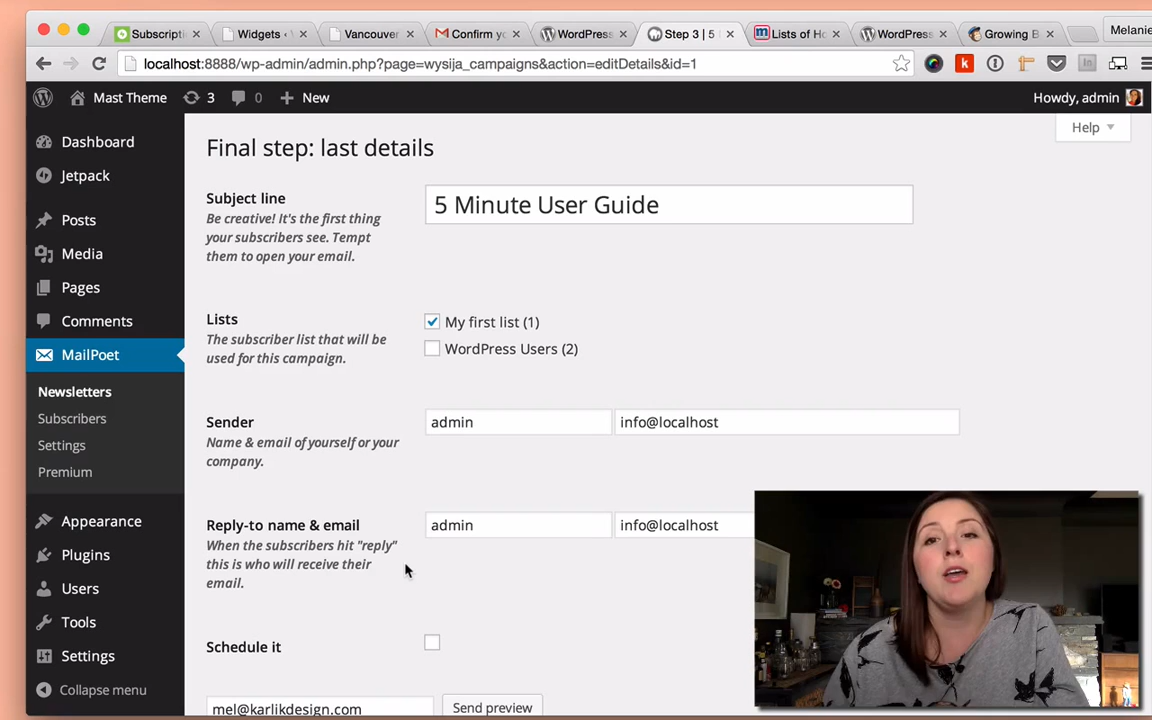 Subscripti
Widgets ‹ W
Vancouver
Confirm yo
WordPress
Step 3 | 5
Lists of Ho
WordPress
Growing B
Melanie
localhost:8888/wp-admin/admin.php?page=wysija_campaigns&action=editDetails&id=1
Mast Theme
3
0
New
Howdy, admin
Help
Dashboard
Jetpack
Posts
Media
Pages
Comments
MailPoet
Newsletters
Subscribers
Settings
Premium
Appearance
Plugins
Users
Tools
Settings
Collapse menu
Final step: last details
Subject line
Be creative! It's the first thing
your subscribers see. Tempt
them to open your email.
5 Minute User Guide
Lists
The subscriber list that will be
used for this campaign.
My first list (1)
WordPress Users (2)
Sender
Name & email of yourself or your
company.
admin
info@localhost
Reply-to name & email
When the subscribers hit "reply"
this is who will receive their
email.
admin
info@localhost
Schedule it
mel@karlikdesign.com
Send preview